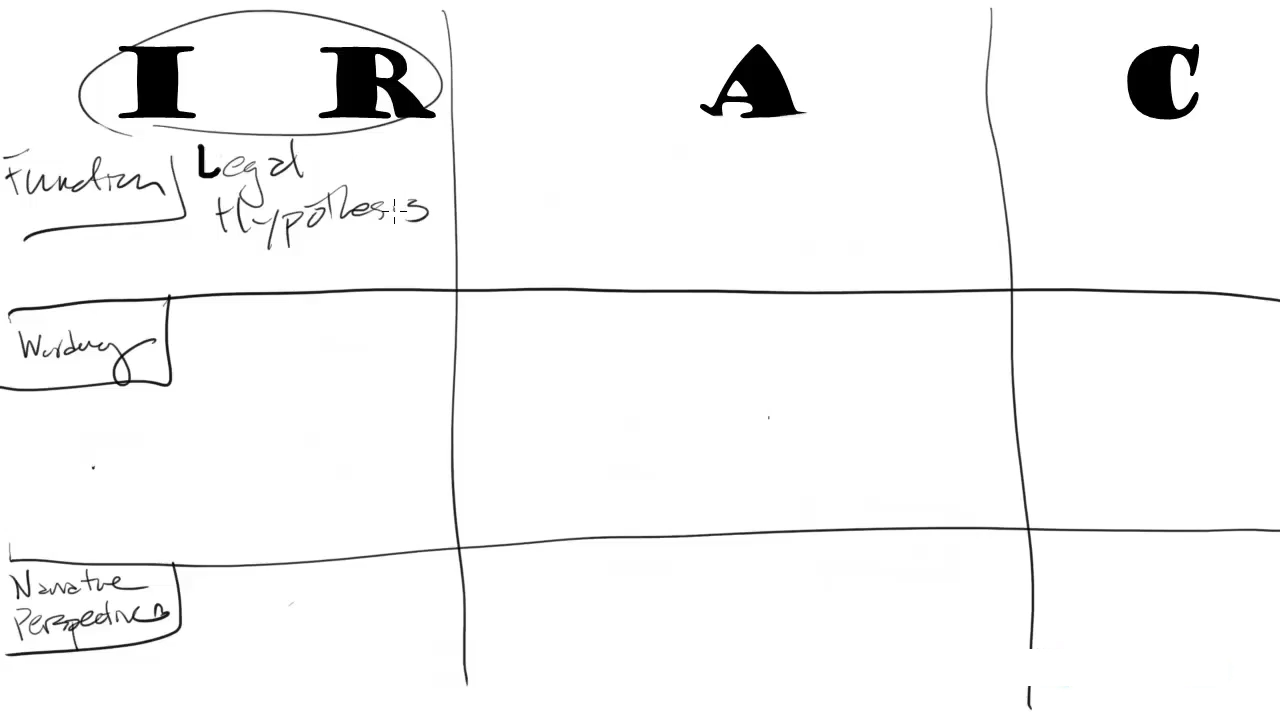 I R A C
Function Legal
Hypothesis
Wording
Narrative
Perspective